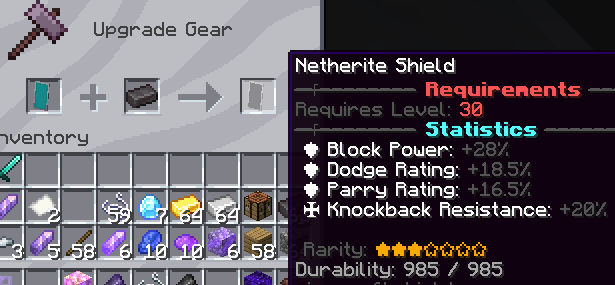 Upgrade Gear
Netherite Shield
Requirements
Requires Level: 30
Statistics
Block Power: +28%
Dodge Rating: +18.5%
Parry Rating: +16.5%
Knockback Resistance: +20%
Rarity: ★★★☆☆☆☆
Durability: 985 / 985
nventory
2
59
7
64
64
3
5
58
10
10
6
58